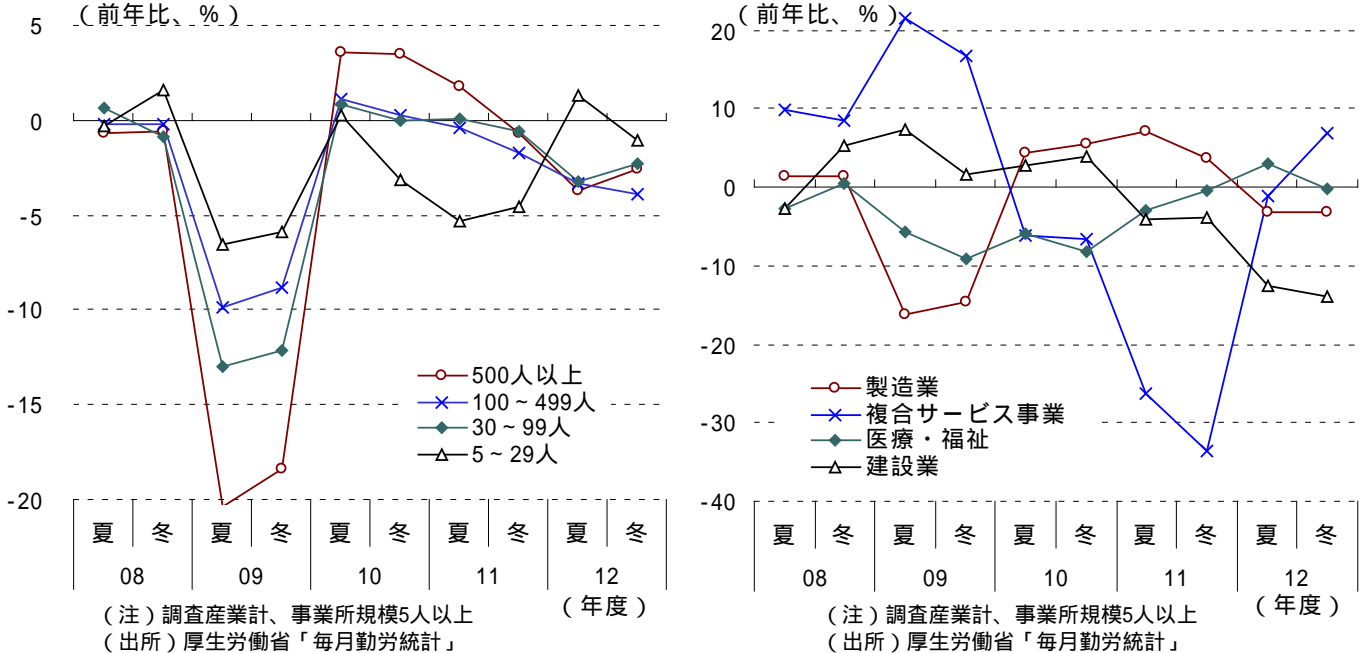 （前年比、％）
5
0
-5
-10
-15
-20
500人以上
100～499人
30～99人
5～29人
夏 冬 夏 冬 夏 冬 夏 冬 夏 冬
08 09 10 11 12
（年度）
（注）調査産業計、事業所規模5人以上
（出所）厚生労働省「毎月勤労統計」
（前年比、％）
20
10
0
-10
-20
-30
-40
製造業
複合サービス事業
医療・福祉
建設業
夏 冬 夏 冬 夏 冬 夏 冬 夏 冬
08 09 10 11 12
（年度）
（注）調査産業計、事業所規模5人以上
（出所）厚生労働省「毎月勤労統計」